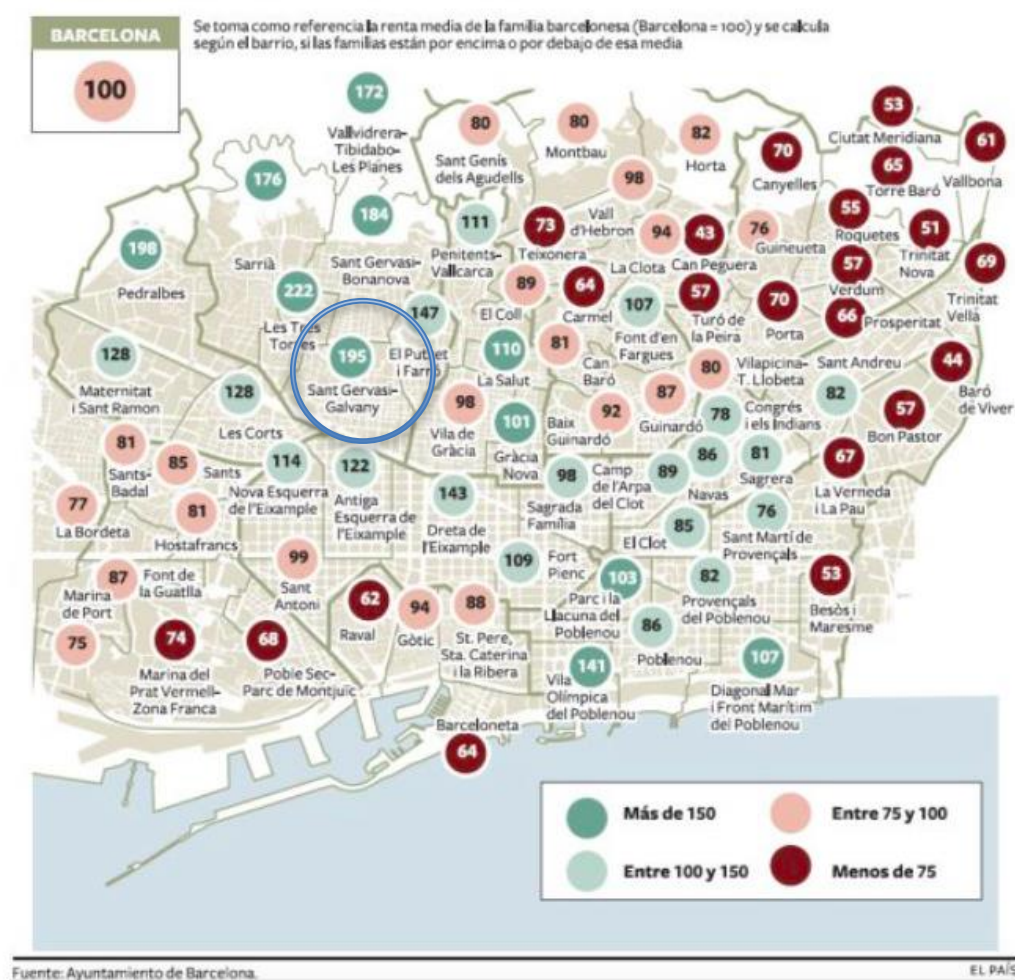 BARCELONA
100
Se toma como referencia la renta media de la familia barcelonesa (Barcelona = 100) y se calcula
según el barrio, si las familias están por encima o por debajo de esa media
172
Vallvidrera-
Tibidabo-
Les Planes
80
Sant Genís
dels Agudells
80
Montbau
82
Horta
53
Ciutat Meridiana
61
Vallbona
70
Canyelles
65
Torre Baró
176
Sarrià
184
Sant Gervasi-
Bonanova
98
Vall
d'Hebron
198
Pedralbes
111
Penitents-
Vallcarca
73
Teixonera
94
La Clota
43
Can Peguera
76
Guineueta
55
Roquetes
51
Trinitat
Nova
222
Les Tres
Torres
89
El Coll
64
Carmel
57
Turó de
la Peira
57
Verdum
69
Trinitat
Vella
147
El Putxet
i Farró
107
Font d'en
Fargues
70
Porta
66
Prosperitat
128
Maternitat
i Sant Ramon
195
Sant Gervasi-
Galvany
110
La Salut
81
Can
Baró
80
Vilapicina-
T. Llobeta
82
Sant Andreu
44
Baró
de Viver
128
Les Corts
98
Vila de
Gràcia
101
Gràcia
Nova
92
Baix
Guinardó
87
Guinardó
78
Congrés
i els Indians
57
Bon Pastor
81
Sants-
Badal
85
Sants
114
Nova Esquerra
de l'Eixample
122
Antiga
Esquerra de
l'Eixample
143
Dreta de
l'Eixample
98
Sagrada
Família
89
Camp
de l'Arpa
del Clot
86
Navas
81
Sagrera
67
La Verneda
i La Pau
77
La Bordeta
81
Hostafrancs
85
El Clot
76
Sant Martí de
Provençals
99
Sant
Antoni
109
Fort
Pienc
103
Parc i la
Llacuna del
Poblenou
82
Provençals
del Poblenou
53
Besòs i
Maresme
87
Font de
la Guatlla
Marina
de Port
75
74
Marina del
Prat Vermell-
Zona Franca
68
Poble Sec-
Parc de Montjuïc
62
Raval
94
Gòtic
88
St. Pere,
Sta. Caterina
i la Ribera
86
Poblenou
141
Vila
Olímpica
del Poblenou
107
Diagonal Mar
i Front Marítim
del Poblenou
Barceloneta
64
Más de 150
Entre 75 y 100
Entre 100 y 150
Menos de 75
Fuente: Ayuntamiento de Barcelona.
EL PAÍS